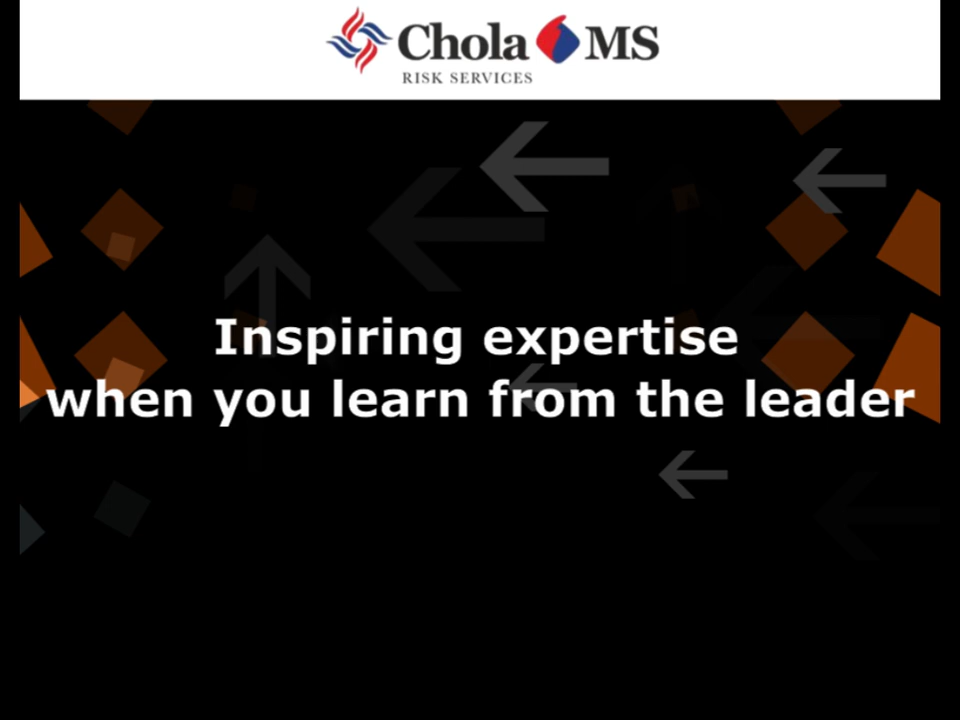 Chola MS
RISK SERVICES
Inspiring expertise
when you learn from the leader